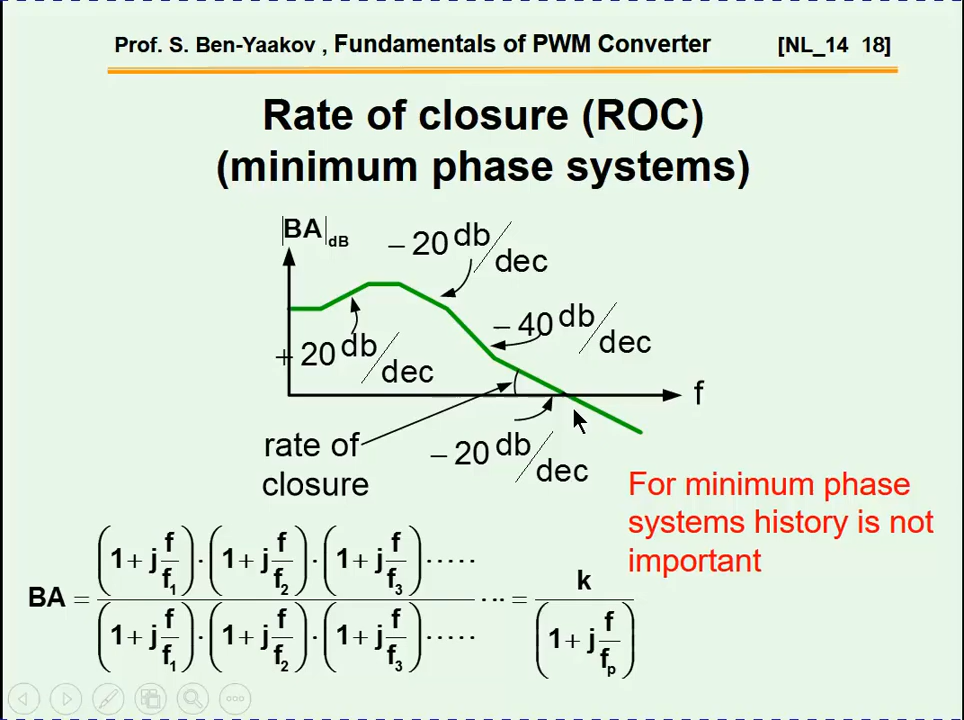 Prof. S. Ben-Yaakov , Fundamentals of PWM Converter [NL_14 18]
Rate of closure (ROC)
(minimum phase systems)
|BA|dB
– 20 db/dec
– 40 db/dec
+ 20 db/dec
f
rate of
closure
– 20 db/dec
For minimum phase
systems history is not
important
BA = (1 + j f/f1) · (1 + j f/f2) · (1 + j f/f3) ····· / (1 + j f/f1) · (1 + j f/f2) · (1 + j f/f3) ····· ·· = k / (1 + j f/fp)